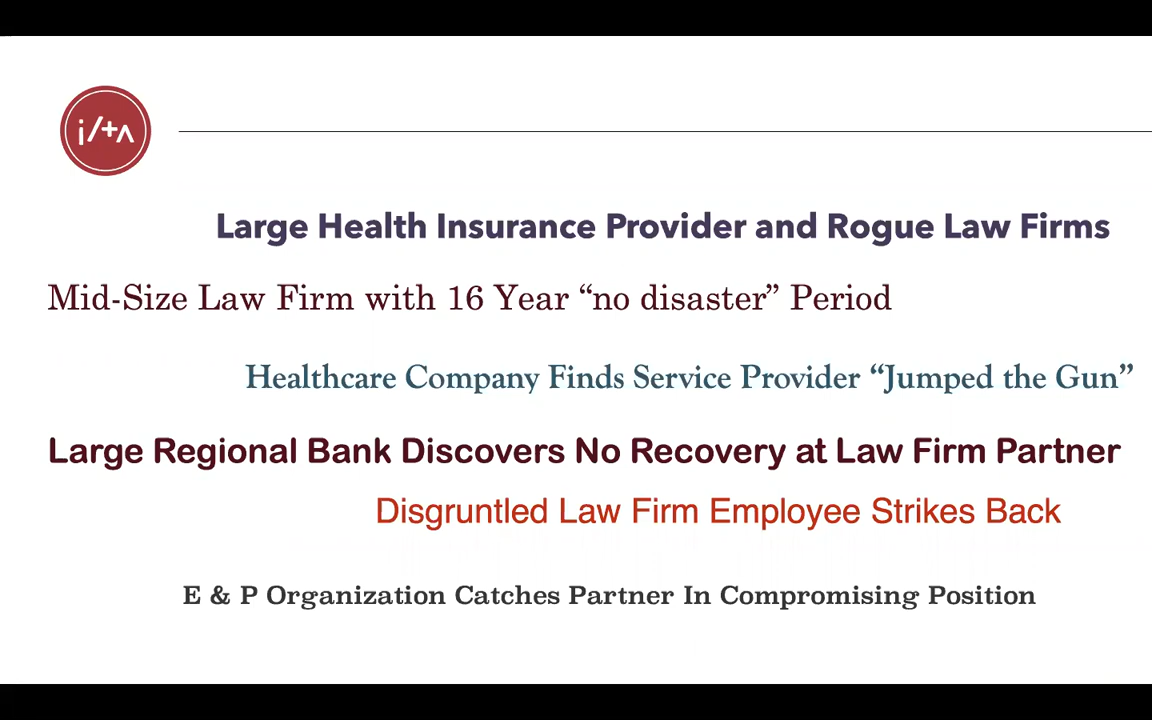 i/+Λ
Large Health Insurance Provider and Rogue Law Firms
Mid-Size Law Firm with 16 Year “no disaster” Period
Healthcare Company Finds Service Provider “Jumped the Gun”
Large Regional Bank Discovers No Recovery at Law Firm Partner
Disgruntled Law Firm Employee Strikes Back
E & P Organization Catches Partner In Compromising Position